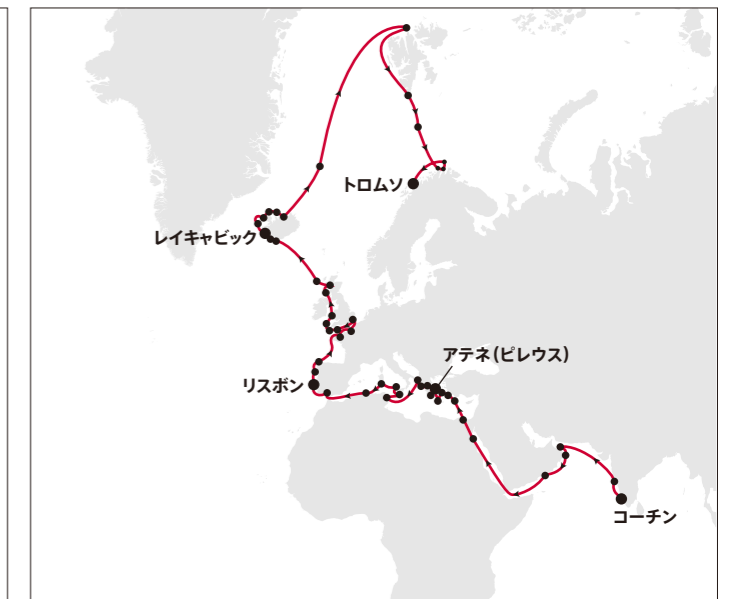 トロムソ
レイキャビック
アテネ(ピレウス)
リスボン
コーチン